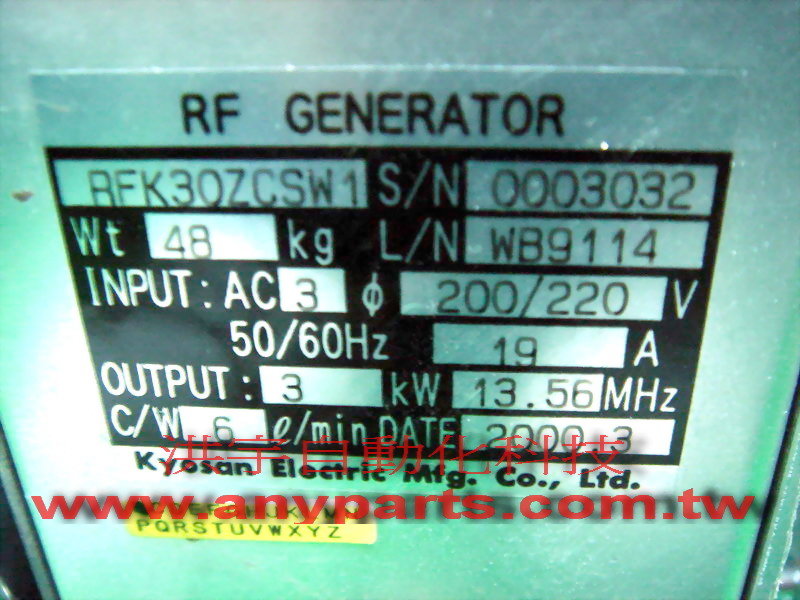 RF GENERATOR
RFK30ZCSW1 S/N 0003032
Wt 48 kg L/N WB9114
INPUT: AC 3 φ 200/220 V
50/60Hz 19 A
OUTPUT: 3 kW 13.56 MHz
C/W 6 ℓ/min DATE 2000.3
洪宇自動化科技
Kyosan Electric Mfg. Co., Ltd.
www.anyparts.com.tw
PQRSTUVWXYZ